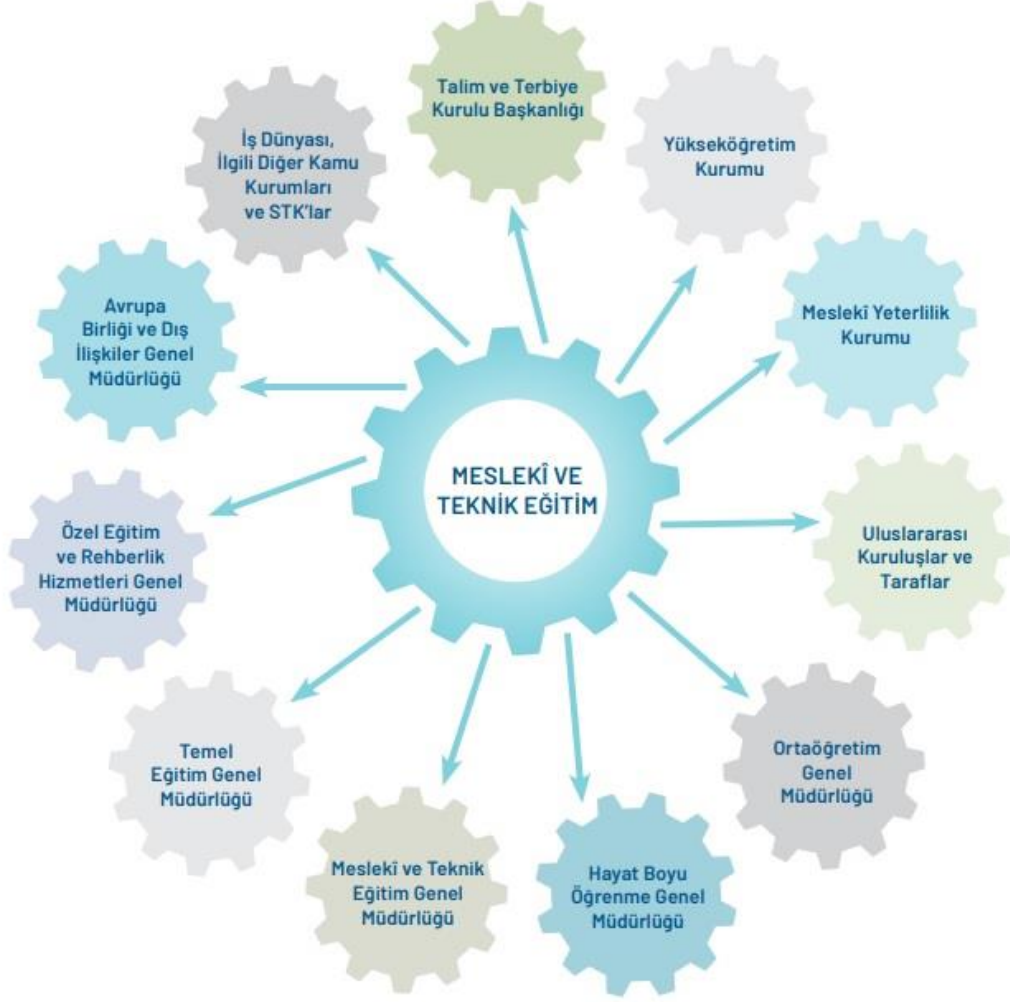 Talim ve Terbiye
Kurulu Başkanlığı
Yükseköğretim
Kurumu
Meslekî Yeterlilik
Kurumu
Uluslararası
Kuruluşlar ve
Taraflar
Ortaöğretim
Genel
Müdürlüğü
Hayat Boyu
Öğrenme Genel
Müdürlüğü
Meslekî ve Teknik
Eğitim Genel
Müdürlüğü
Temel
Eğitim Genel
Müdürlüğü
Özel Eğitim
ve Rehberlik
Hizmetleri Genel
Müdürlüğü
Avrupa
Birliği ve Dış
İlişkiler Genel
Müdürlüğü
İş Dünyası,
İlgili Diğer Kamu
Kurumları
ve STK'lar
MESLEKÎ VE
TEKNİK EĞİTİM